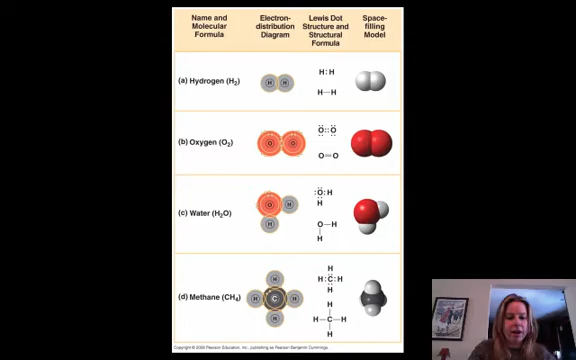 Name and Molecular Formula
Electron-distribution Diagram
Lewis Dot Structure and Structural Formula
Space-filling Model
(a) Hydrogen (H₂)
H H
H : H
H—H
(b) Oxygen (O₂)
O O
O :: O
O=O
(c) Water (H₂O)
O H
H
: O : H
H
O—H
H
(d) Methane (CH₄)
H
H C H
H
H
H : C : H
H
H
H—C—H
H
Copyright © 2005 Pearson Education, Inc. publishing as Pearson Benjamin Cummings.